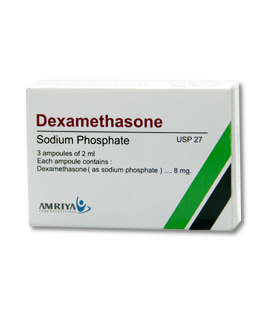 Dexamethasone
Sodium Phosphate USP 27
3 ampoules of 2 ml
Each ampoule contains :
Dexamethasone ( as sodium phosphate ) .... 8 mg.
AMRIYA
PHARMACEUTICALS